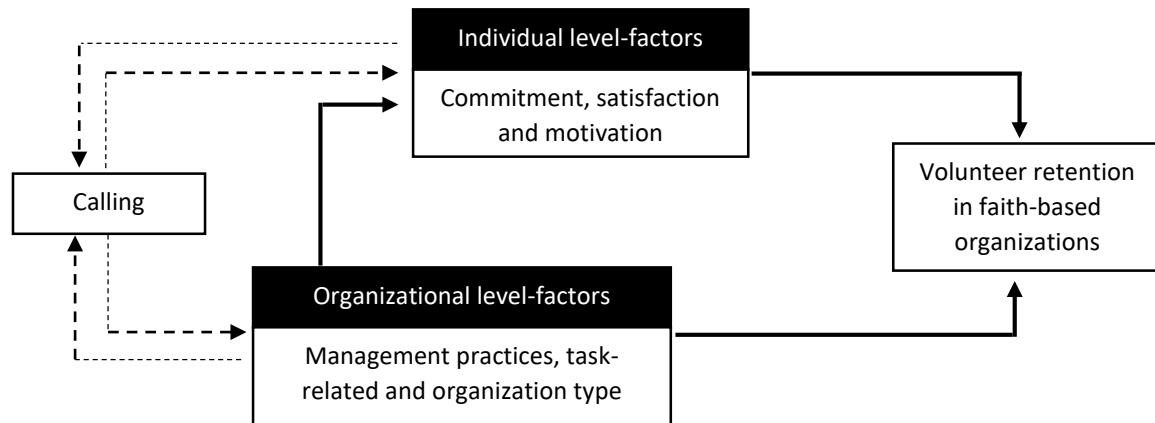 Individual level-factors
Commitment, satisfaction
and motivation
Calling
Volunteer retention
in faith-based
organizations
Organizational level-factors
Management practices, task-
related and organization type